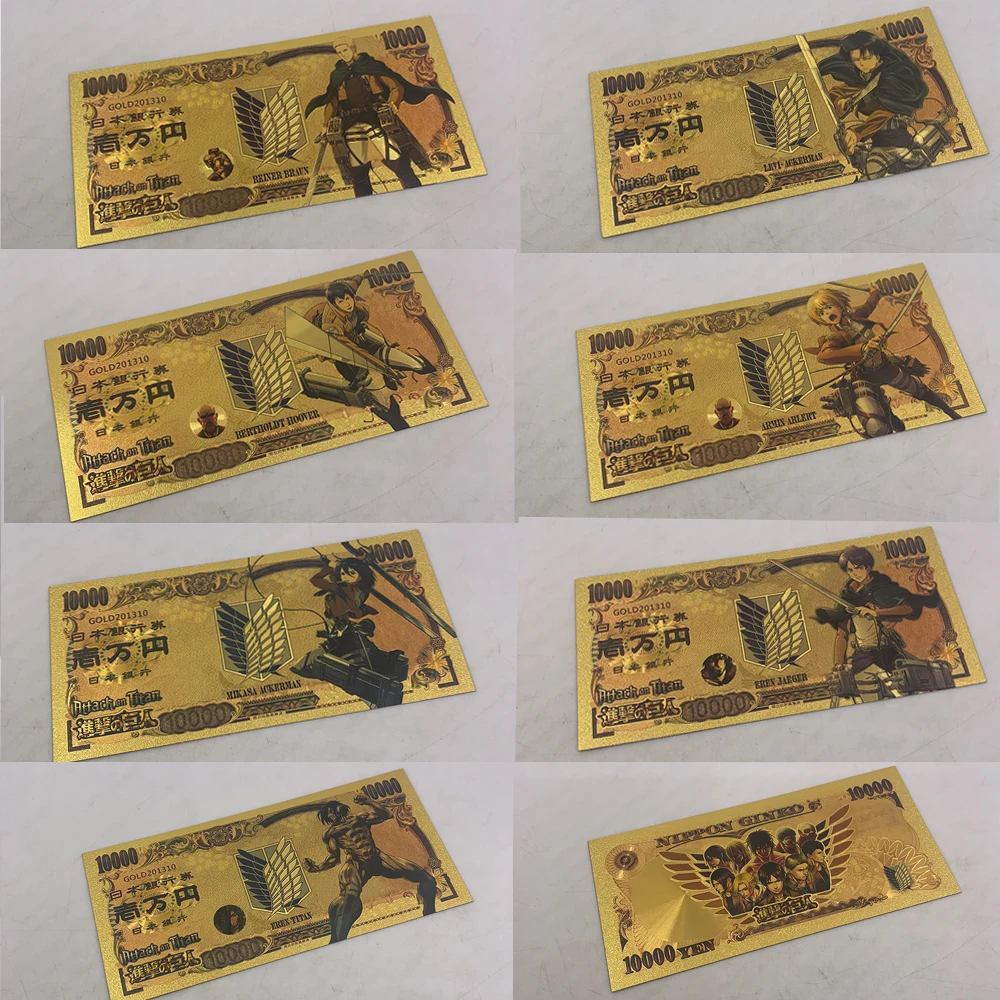 10000
10000
GOLD201310
日本銀行券
壱万円
日本銀行
REINER BRAUN
Attack on Titan
進撃の巨人
10000
10000
10000
GOLD201310
日本銀行券
壱万円
日本銀行
LEVI·ACKERMAN
Attack on Titan
進撃の巨人
10000
10000
10000
GOLD201310
日本銀行券
壱万円
日本銀行
BERTHOLDT HOOVER
Attack on Titan
進撃の巨人
10000
10000
10000
GOLD201310
日本銀行券
壱万円
日本銀行
ARMIN ARLERT
Attack on Titan
進撃の巨人
10000
10000
10000
GOLD201310
日本銀行券
壱万円
日本銀行
MIKASA ACKERMAN
Attack on Titan
進撃の巨人
10000
10000
10000
GOLD201310
日本銀行券
壱万円
日本銀行
EREN JAEGER
Attack on Titan
進撃の巨人
10000
10000
10000
GOLD201310
日本銀行券
壱万円
日本銀行
EREN TITAN
Attack on Titan
進撃の巨人
10000
10000
NIPPON GINKO
進撃の巨人
10000 YEN